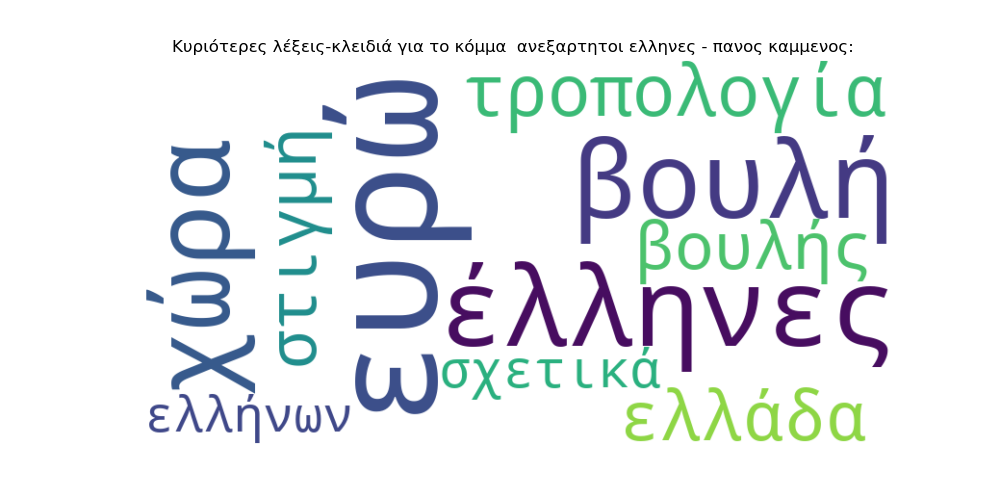 Κυριότερες λέξεις-κλειδιά για το κόμμα  ανεξαρτητοι ελληνες - πανος καμμενος:
τροπολογία
ευρώ
στιγμή
χώρα
βουλή
βουλής
έλληνες
σχετικά
ελλάδα
ελλήνων